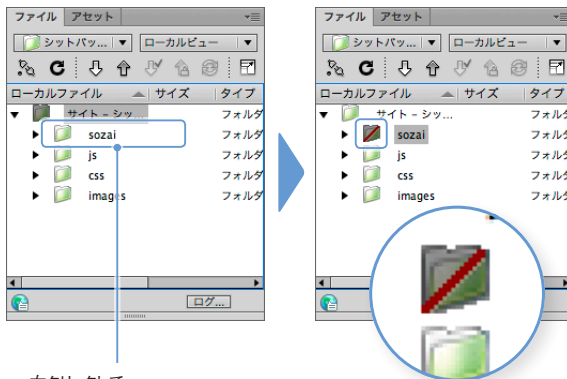 ファイル アセット
シットパッ... ローカルビュー
ローカルファイル サイズ タイプ
サイト – シッ... フォルダ
sozai フォルダ
js フォルダ
css フォルダ
images フォルダ
ログ...
ファイル アセット
シットパッ... ローカルビュー
ローカルファイル サイズ タイプ
サイト – シッ... フォルダ
sozai フォルダ
js フォルダ
css フォルダ
images フォルダ